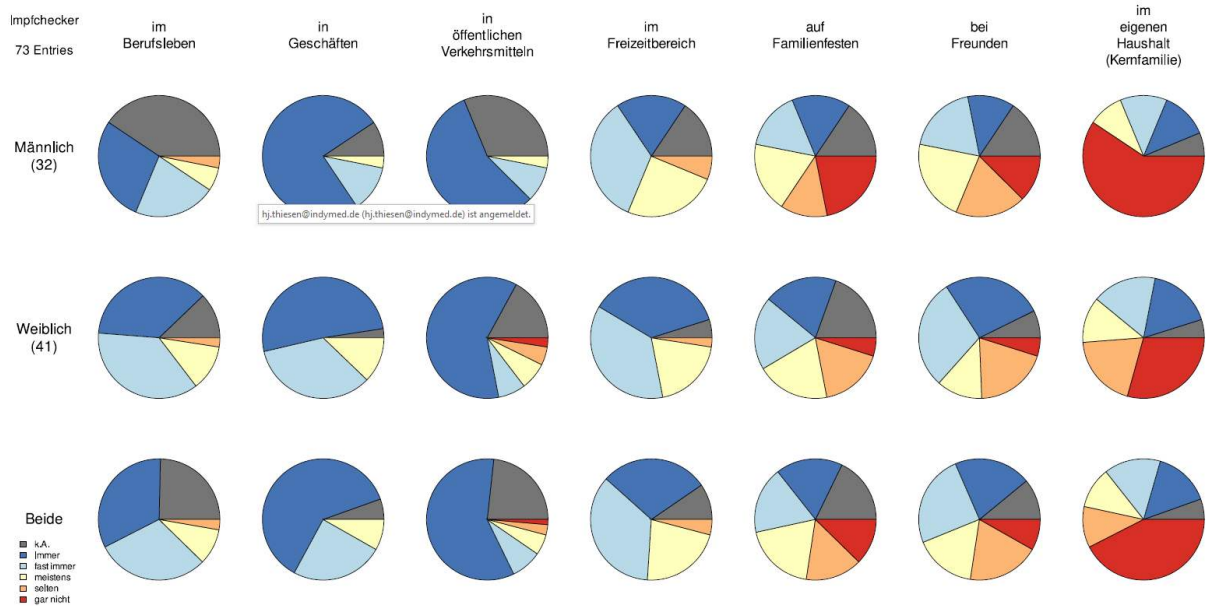 Impfchecker
73 Entries
im
Berufsleben
in
Geschäften
in
öffentlichen
Verkehrsmitteln
im
Freizeitbereich
auf
Familienfesten
bei
Freunden
im
eigenen
Haushalt
(Kernfamilie)
Männlich
(32)
hj.thiesen@indymed.de (hj.thiesen@indymed.de) ist angemeldet.
Weiblich
(41)
Beide
k.A.
Immer
fast immer
meistens
selten
gar nicht